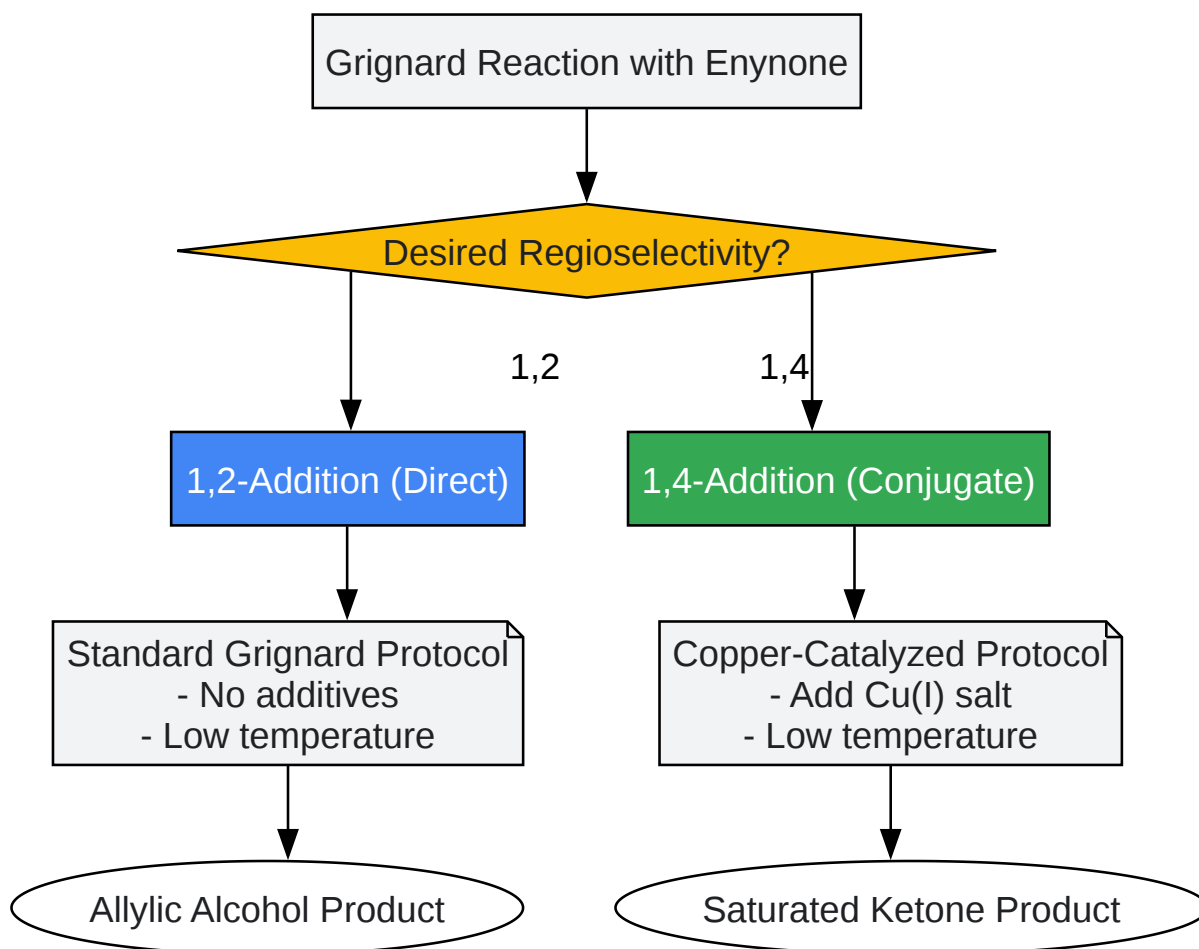 Grignard Reaction with Enynone
Desired Regioselectivity?
1,2
1,4
1,2-Addition (Direct)
1,4-Addition (Conjugate)
Standard Grignard Protocol
- No additives
- Low temperature
Copper-Catalyzed Protocol
- Add Cu(I) salt
- Low temperature
Allylic Alcohol Product
Saturated Ketone Product